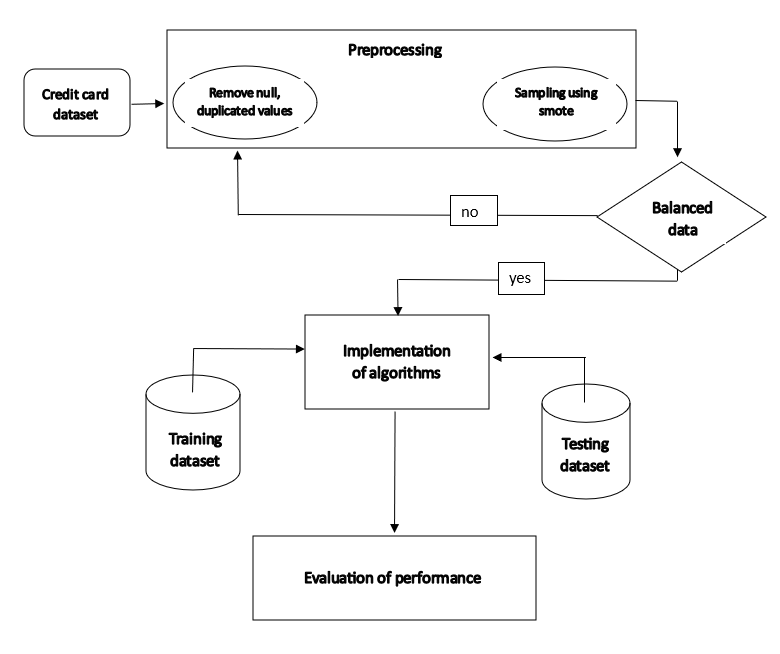 Preprocessing
Credit card
dataset
Remove null,
duplicated values
Sampling using
smote
Balanced
data
no
yes
Implementation
of algorithms
Training
dataset
Testing
dataset
Evaluation of performance